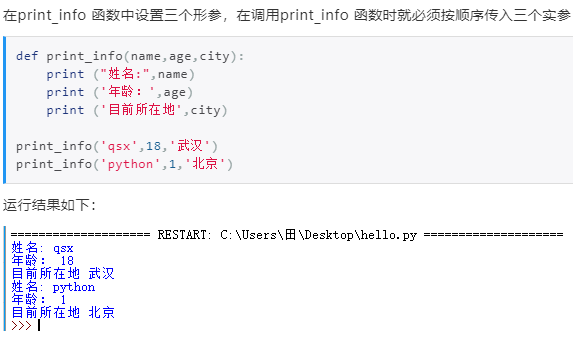 在print_info 函数中设置三个形参，在调用print_info 函数时就必须按顺序传入三个实参
def print_info(name,age,city):
    print ("姓名:",name)
    print ('年龄：',age)
    print ('目前所在地',city)
print_info('qsx',18,'武汉')
print_info('python',1,'北京')
运行结果如下：
==================== RESTART: C:\Users\田\Desktop\hello.py ====================
姓名: qsx
年龄： 18
目前所在地 武汉
姓名: python
年龄： 1
目前所在地 北京
>>>